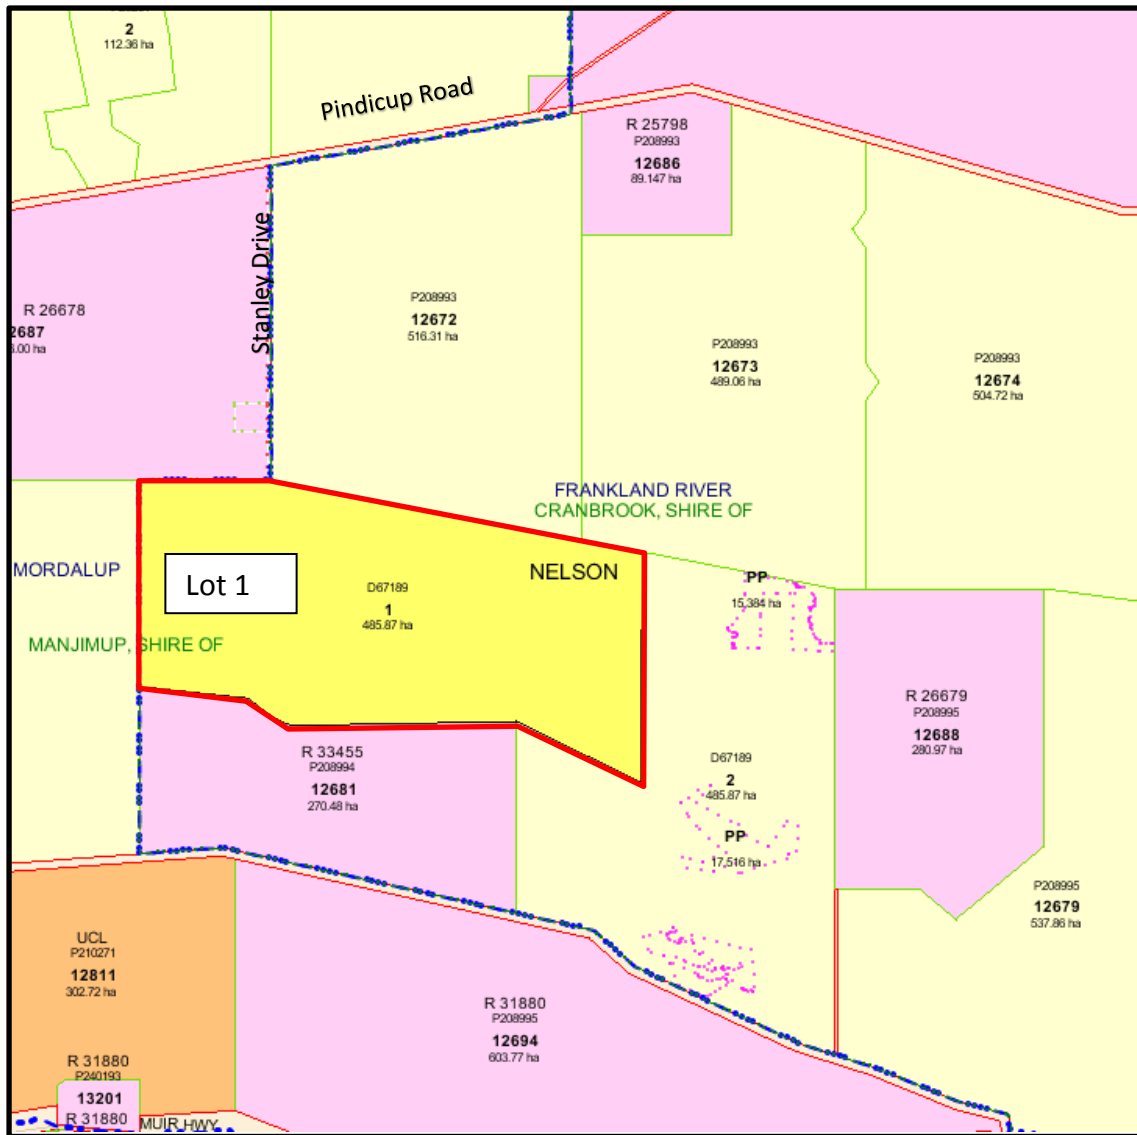 2
112.36 ha
Pindicup Road
R 25798
P208993
12686
89.147 ha
Stanley Drive
R 26678
2687
.00 ha
P208993
12672
516.31 ha
P208993
12673
489.06 ha
P208993
12674
504.72 ha
FRANKLAND RIVER
CRANBROOK, SHIRE OF
MORDALUP
Lot 1
D67189
1
485.87 ha
NELSON
PP
15.384 ha
MANJIMUP, SHIRE OF
R 26679
P208995
12688
280.97 ha
R 33455
P208994
12681
270.48 ha
D67189
2
485.87 ha
PP
17.516 ha
P208995
12679
537.86 ha
UCL
P210271
12811
302.72 ha
R 31880
P208995
12694
603.77 ha
R 31880
P240193
13201
R 31880
MUIR HWY